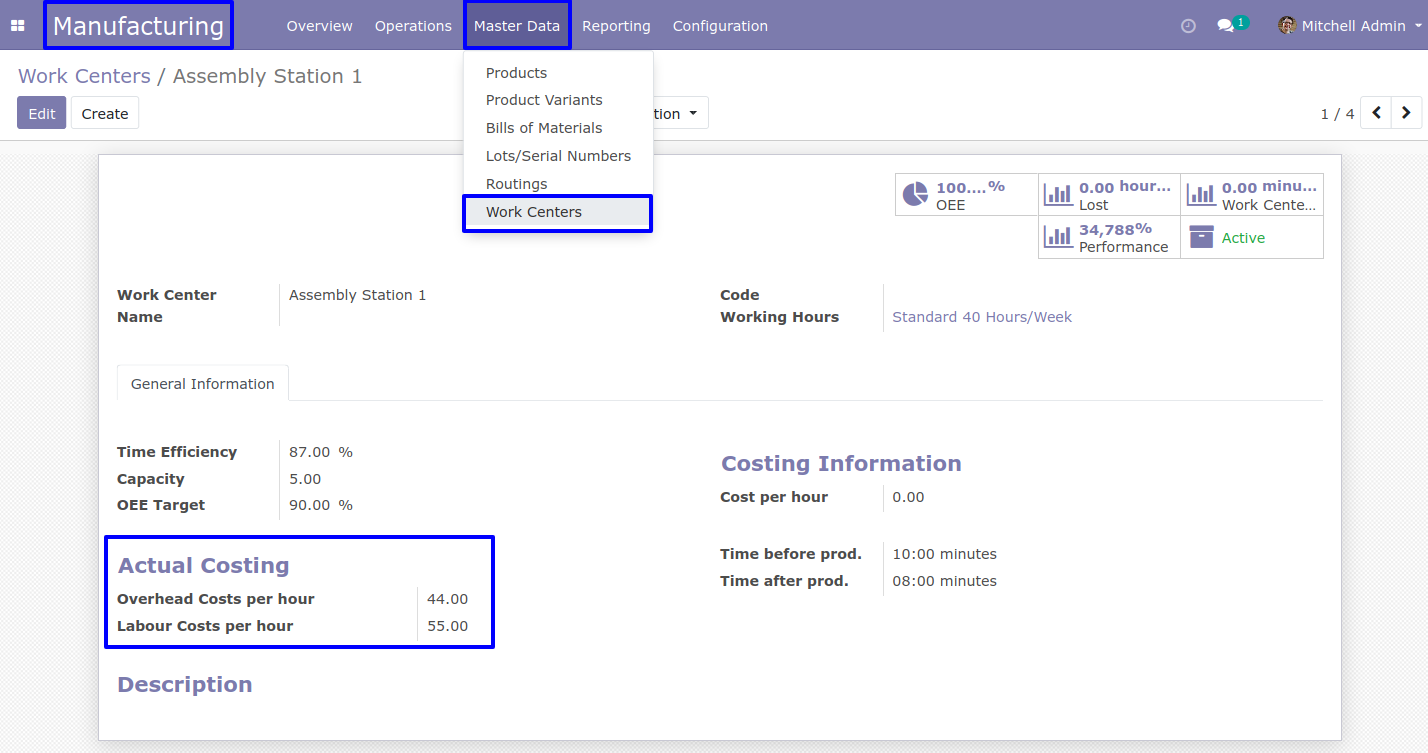 Manufacturing Overview Operations Master Data Reporting Configuration 1 Mitchell Admin
Work Centers / Assembly Station 1
Products
Product Variants
Bills of Materials
Lots/Serial Numbers
Routings
Work Centers
Edit Create tion 1 / 4
100....% OEE
0.00 hour... Lost
0.00 minu... Work Cente...
34,788% Performance
Active
Work Center Name Assembly Station 1
Code
Working Hours Standard 40 Hours/Week
General Information
Time Efficiency 87.00 %
Capacity 5.00
OEE Target 90.00 %
Costing Information
Cost per hour 0.00
Time before prod. 10:00 minutes
Time after prod. 08:00 minutes
Actual Costing
Overhead Costs per hour 44.00
Labour Costs per hour 55.00
Description